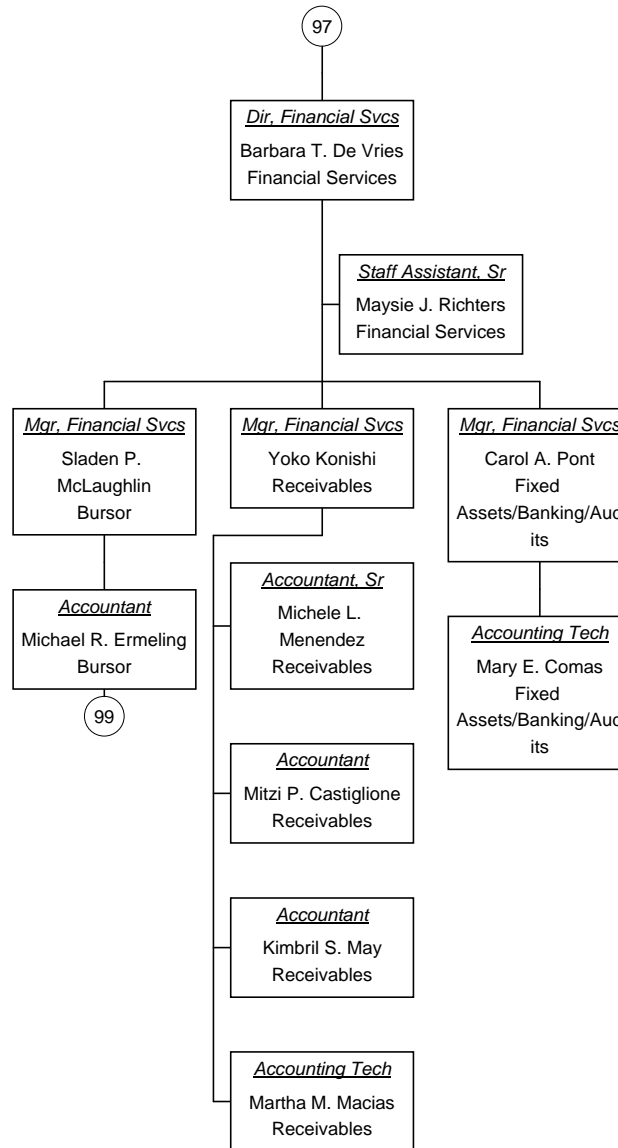 97
Dir, Financial Svcs
Barbara T. De Vries
Financial Services
Staff Assistant, Sr
Maysie J. Richters
Financial Services
Mgr, Financial Svcs
Sladen P.
McLaughlin
Bursor
Accountant
Michael R. Ermeling
Bursor
99
Mgr, Financial Svcs
Yoko Konishi
Receivables
Accountant, Sr
Michele L.
Menendez
Receivables
Accountant
Mitzi P. Castiglione
Receivables
Accountant
Kimbril S. May
Receivables
Accounting Tech
Martha M. Macias
Receivables
Mgr, Financial Svcs
Carol A. Pont
Fixed
Assets/Banking/Aud
its
Accounting Tech
Mary E. Comas
Fixed
Assets/Banking/Aud
its